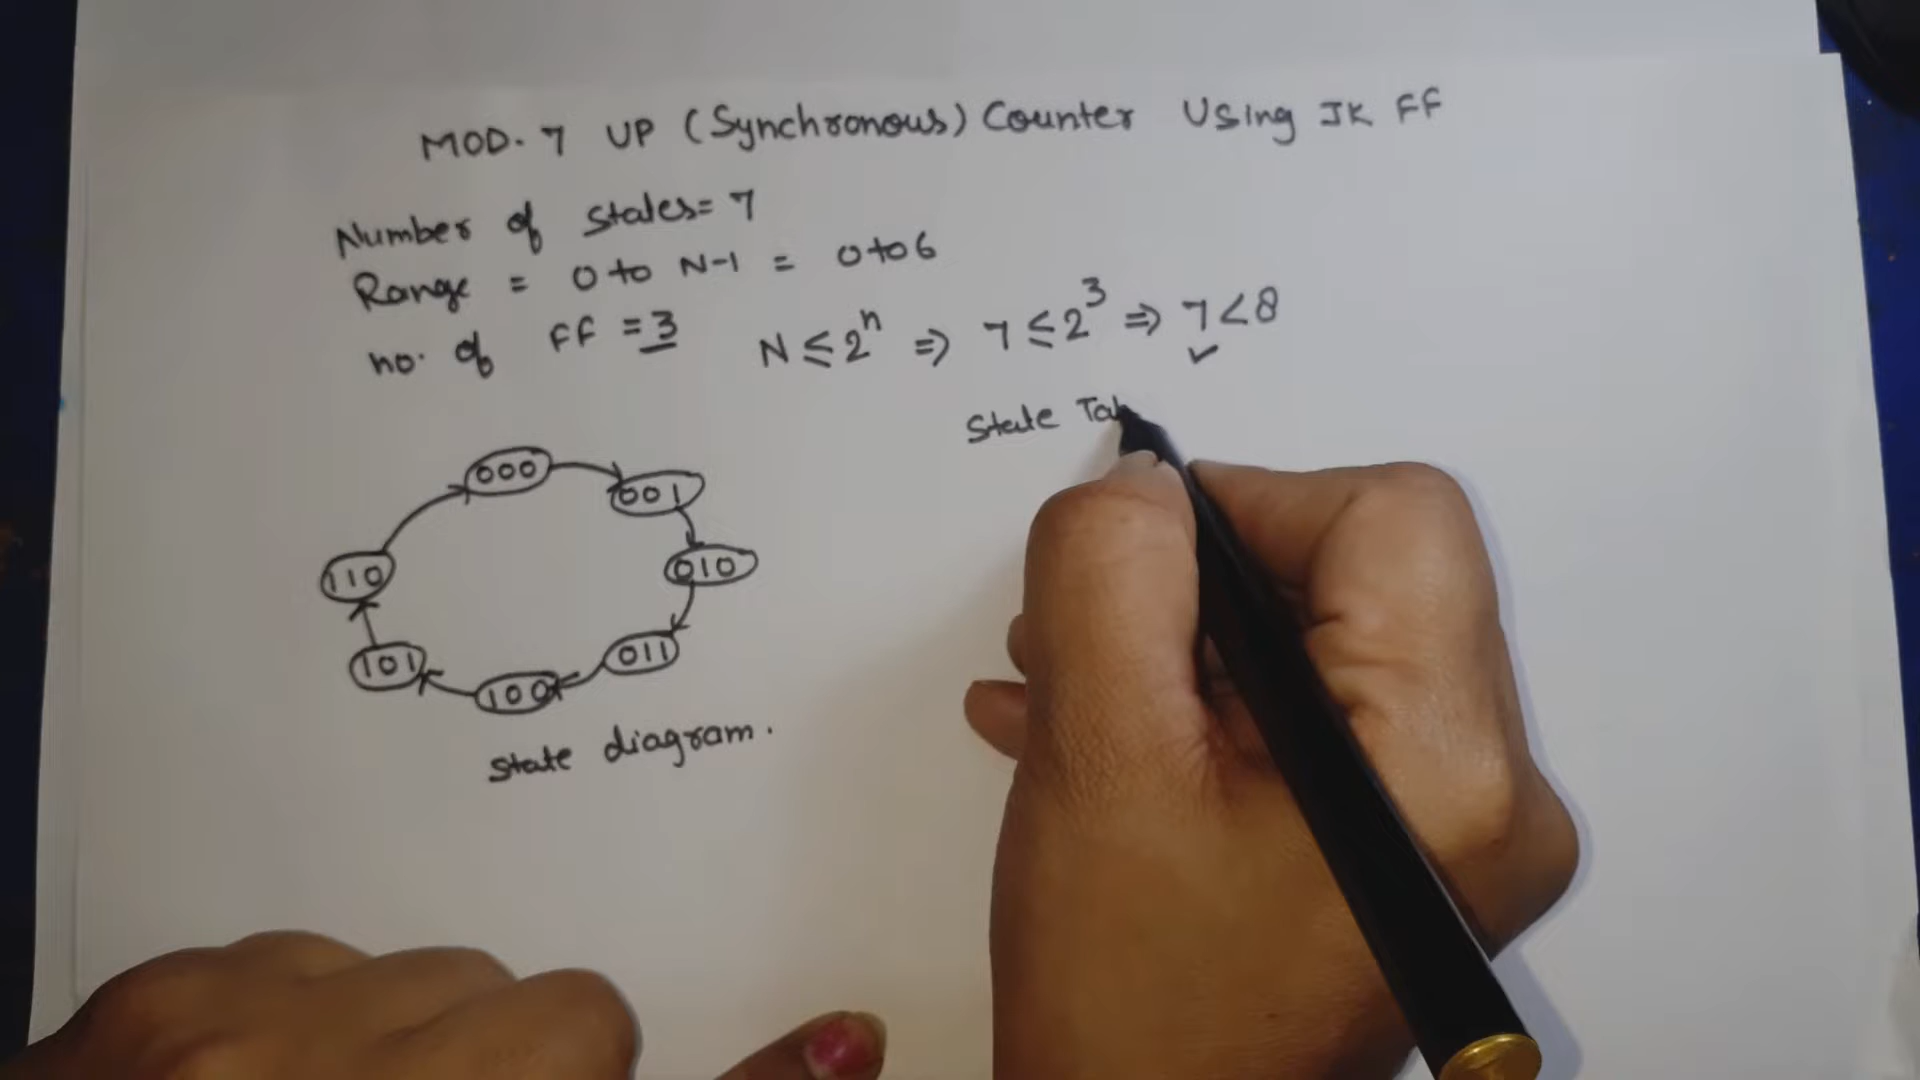 MOD. 7 UP (Synchronous) Counter Using JK FF
Number of States = 7
Range = 0 to N-1 = 0 to 6
no. of FF = 3 N ≤ 2^n ⇒ 7 ≤ 2^3 ⇒ 7 < 8 ✓
State Tab
000
001
010
011
100
101
110
state diagram.